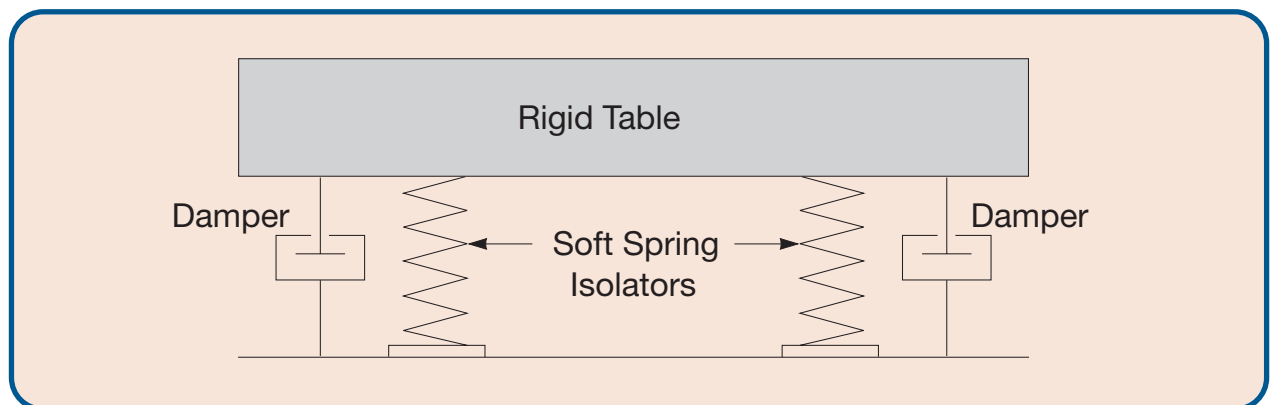 Rigid Table
Damper
Damper
Soft Spring
Isolators